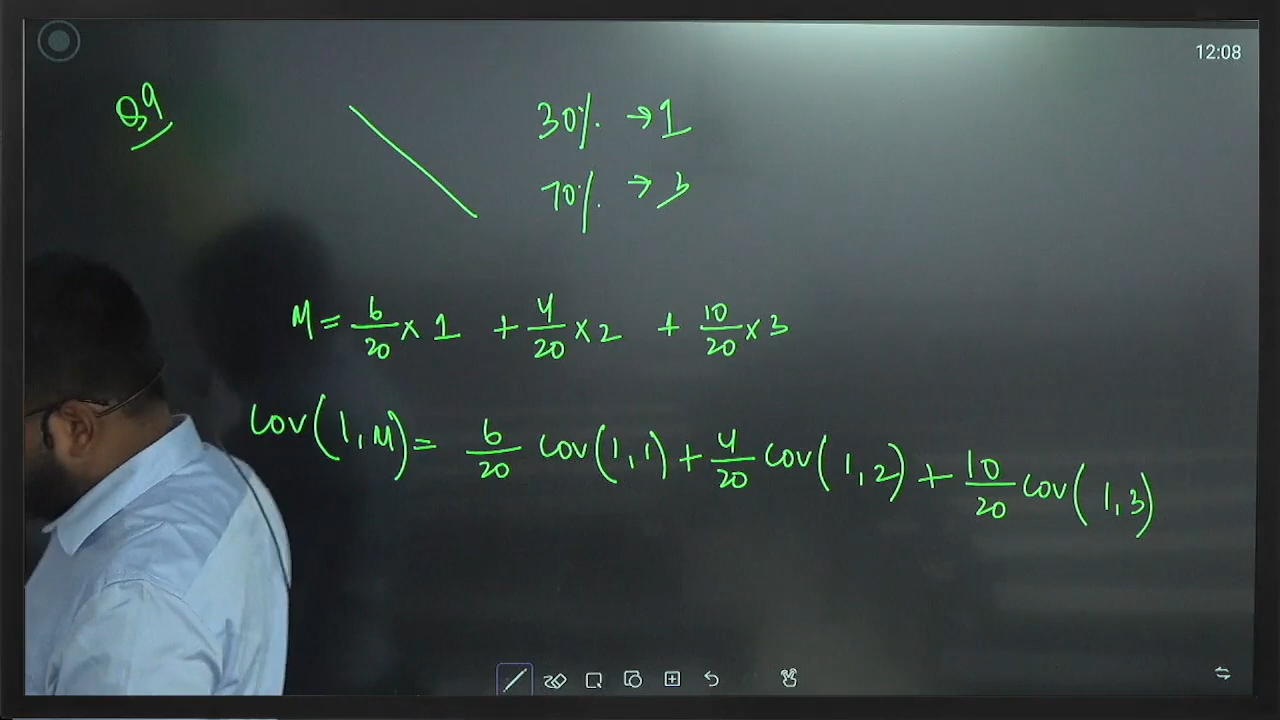 12:08
Q9
30% → 1
70% → 3
M = 6/20 × 1 + 4/20 × 2 + 10/20 × 3
Cov(1, M) = 6/20 Cov(1, 1) + 4/20 Cov(1, 2) + 10/20 Cov(1, 3)